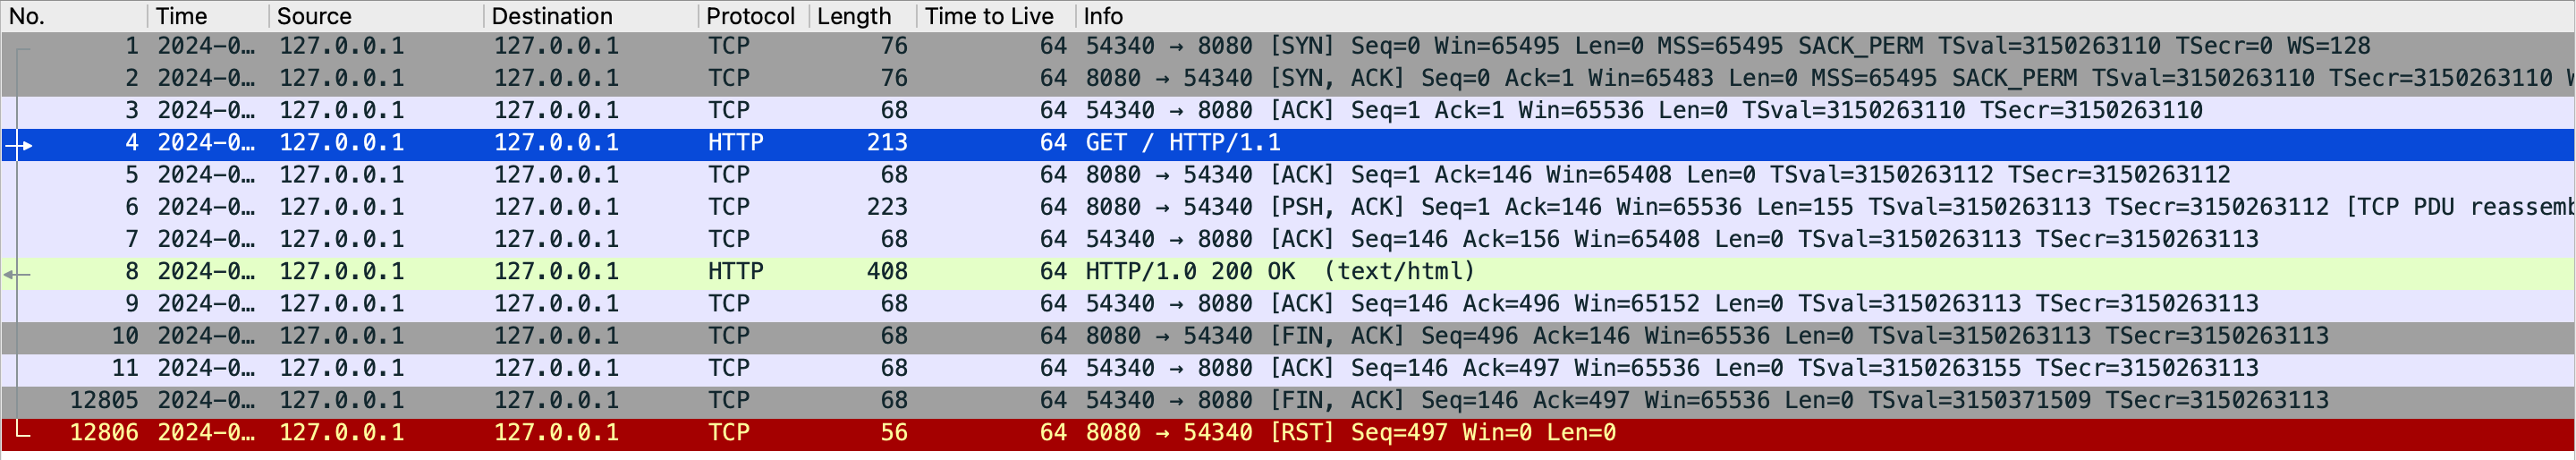 No. Time Source Destination Protocol Length Time to Live Info
1 2024-0… 127.0.0.1 127.0.0.1 TCP 76 64 54340 → 8080 [SYN] Seq=0 Win=65495 Len=0 MSS=65495 SACK_PERM TSval=3150263110 TSecr=0 WS=128
2 2024-0… 127.0.0.1 127.0.0.1 TCP 76 64 8080 → 54340 [SYN, ACK] Seq=0 Ack=1 Win=65483 Len=0 MSS=65495 SACK_PERM TSval=3150263110 TSecr=3150263110
3 2024-0… 127.0.0.1 127.0.0.1 TCP 68 64 54340 → 8080 [ACK] Seq=1 Ack=1 Win=65536 Len=0 TSval=3150263110 TSecr=3150263110
4 2024-0… 127.0.0.1 127.0.0.1 HTTP 213 64 GET / HTTP/1.1
5 2024-0… 127.0.0.1 127.0.0.1 TCP 68 64 8080 → 54340 [ACK] Seq=1 Ack=146 Win=65408 Len=0 TSval=3150263112 TSecr=3150263112
6 2024-0… 127.0.0.1 127.0.0.1 TCP 223 64 8080 → 54340 [PSH, ACK] Seq=1 Ack=146 Win=65536 Len=155 TSval=3150263113 TSecr=3150263112 [TCP PDU reassemb
7 2024-0… 127.0.0.1 127.0.0.1 TCP 68 64 54340 → 8080 [ACK] Seq=146 Ack=156 Win=65408 Len=0 TSval=3150263113 TSecr=3150263113
8 2024-0… 127.0.0.1 127.0.0.1 HTTP 408 64 HTTP/1.0 200 OK (text/html)
9 2024-0… 127.0.0.1 127.0.0.1 TCP 68 64 54340 → 8080 [ACK] Seq=146 Ack=496 Win=65152 Len=0 TSval=3150263113 TSecr=3150263113
10 2024-0… 127.0.0.1 127.0.0.1 TCP 68 64 8080 → 54340 [FIN, ACK] Seq=496 Ack=146 Win=65536 Len=0 TSval=3150263113 TSecr=3150263113
11 2024-0… 127.0.0.1 127.0.0.1 TCP 68 64 54340 → 8080 [ACK] Seq=146 Ack=497 Win=65536 Len=0 TSval=3150263155 TSecr=3150263113
12805 2024-0… 127.0.0.1 127.0.0.1 TCP 68 64 54340 → 8080 [FIN, ACK] Seq=146 Ack=497 Win=65536 Len=0 TSval=3150371509 TSecr=3150263113
12806 2024-0… 127.0.0.1 127.0.0.1 TCP 56 64 8080 → 54340 [RST] Seq=497 Win=0 Len=0